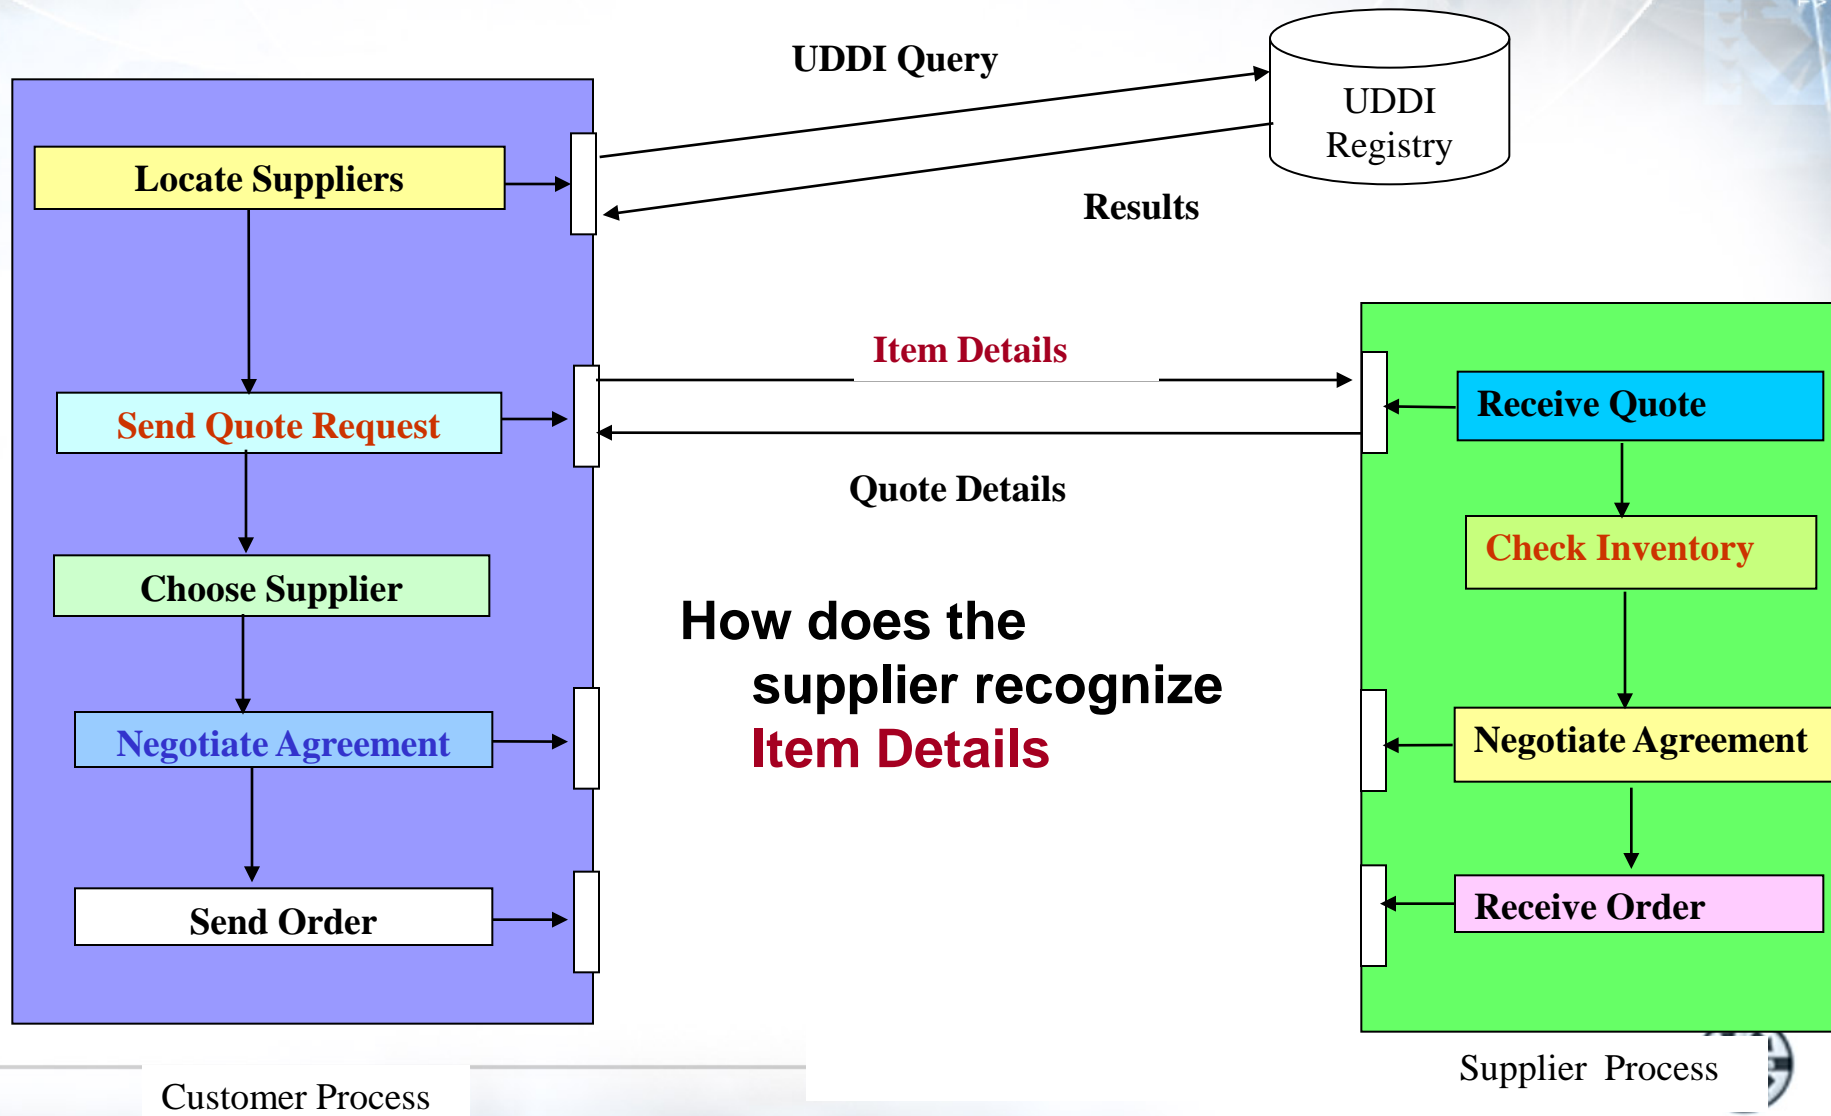 UDDI Query
UDDI
Registry
Locate Suppliers
Results
Item Details
Send Quote Request
Receive Quote
Quote Details
Check Inventory
Choose Supplier
How does the
supplier recognize
Item Details
Negotiate Agreement
Negotiate Agreement
Send Order
Receive Order
Supplier Process
Customer Process